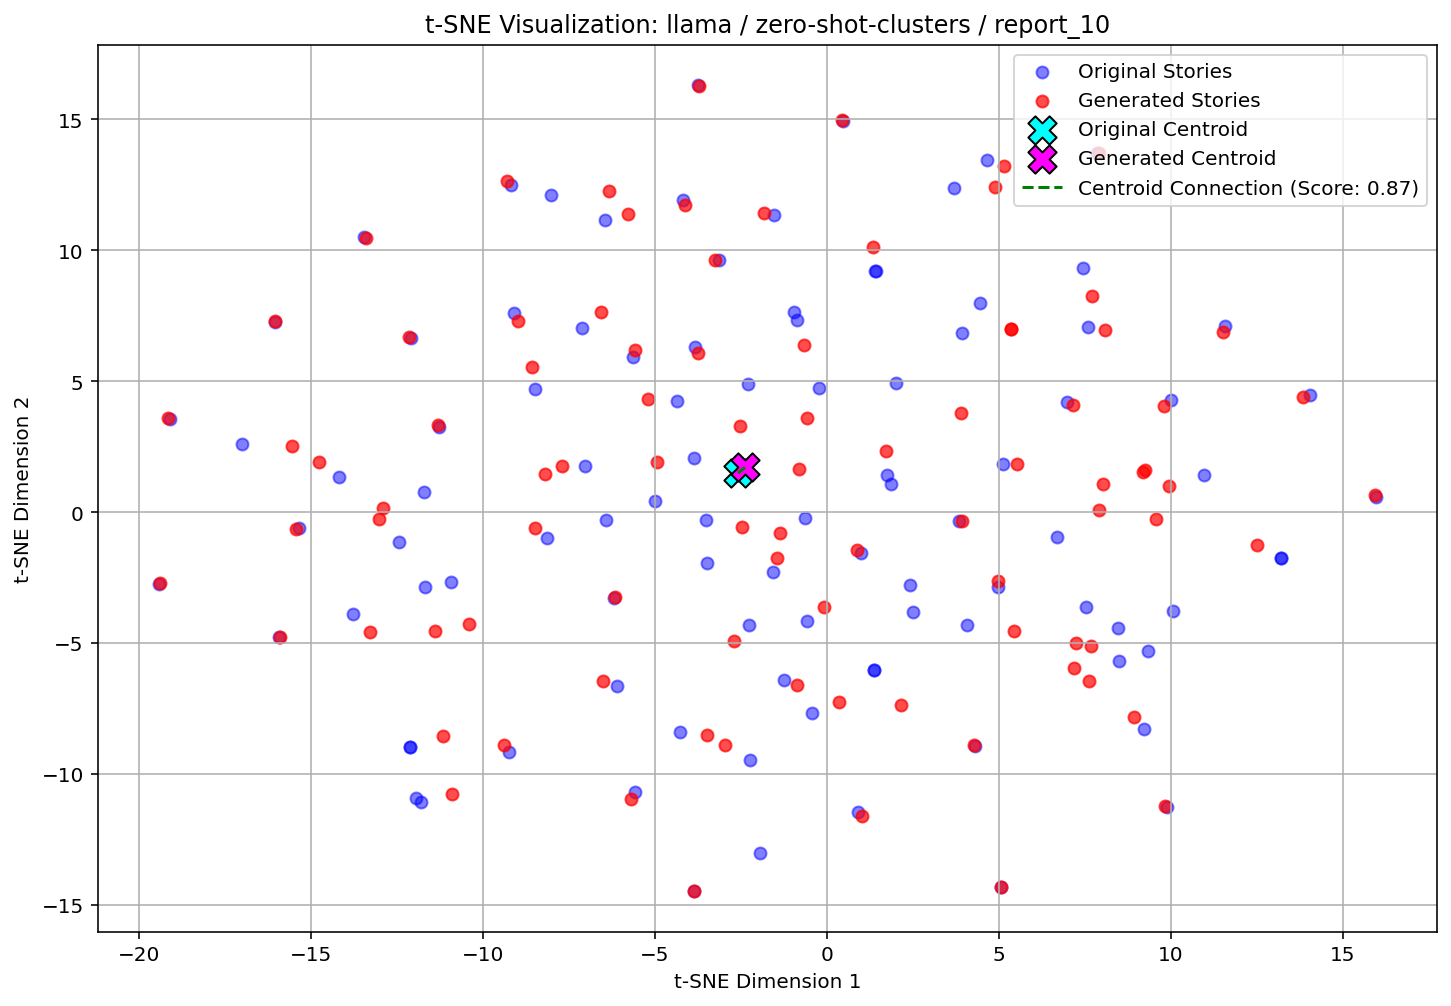 t-SNE Visualization: llama / zero-shot-clusters / report_10
Original Stories
Generated Stories
Original Centroid
Generated Centroid
Centroid Connection (Score: 0.87)
t-SNE Dimension 2
15
10
5
0
−5
−10
−15
−20
−15
−10
−5
0
5
10
15
t-SNE Dimension 1